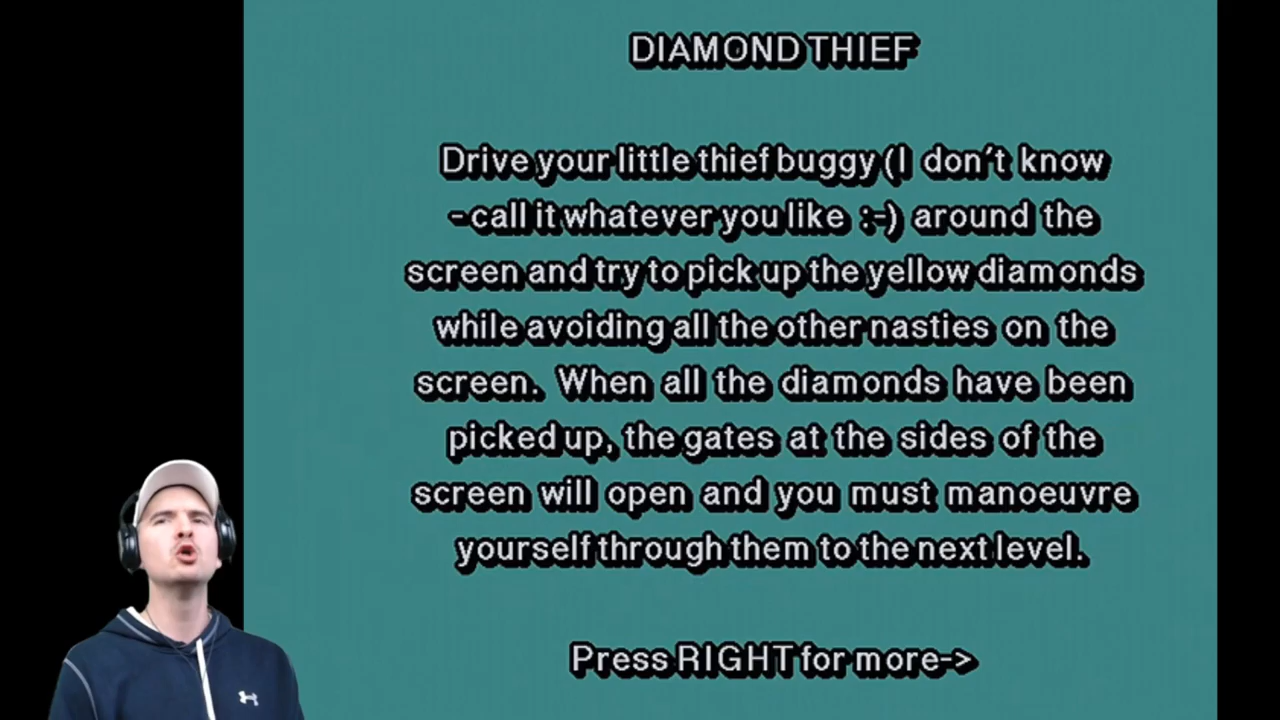 DIAMOND THIEF
Drive your little thief buggy (I don't know
-call it whatever you like :-) around the
screen and try to pick up the yellow diamonds
while avoiding all the other nasties on the
screen. When all the diamonds have been
picked up, the gates at the sides of the
screen will open and you must manoeuvre
yourself through them to the next level.
Press RIGHT for more->